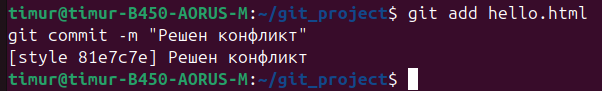 timur@timur-B450-AORUS-M:~/git_project$ git add hello.html
git commit -m "Решен конфликт"
[style 81e7c7e] Решен конфликт
timur@timur-B450-AORUS-M:~/git_project$